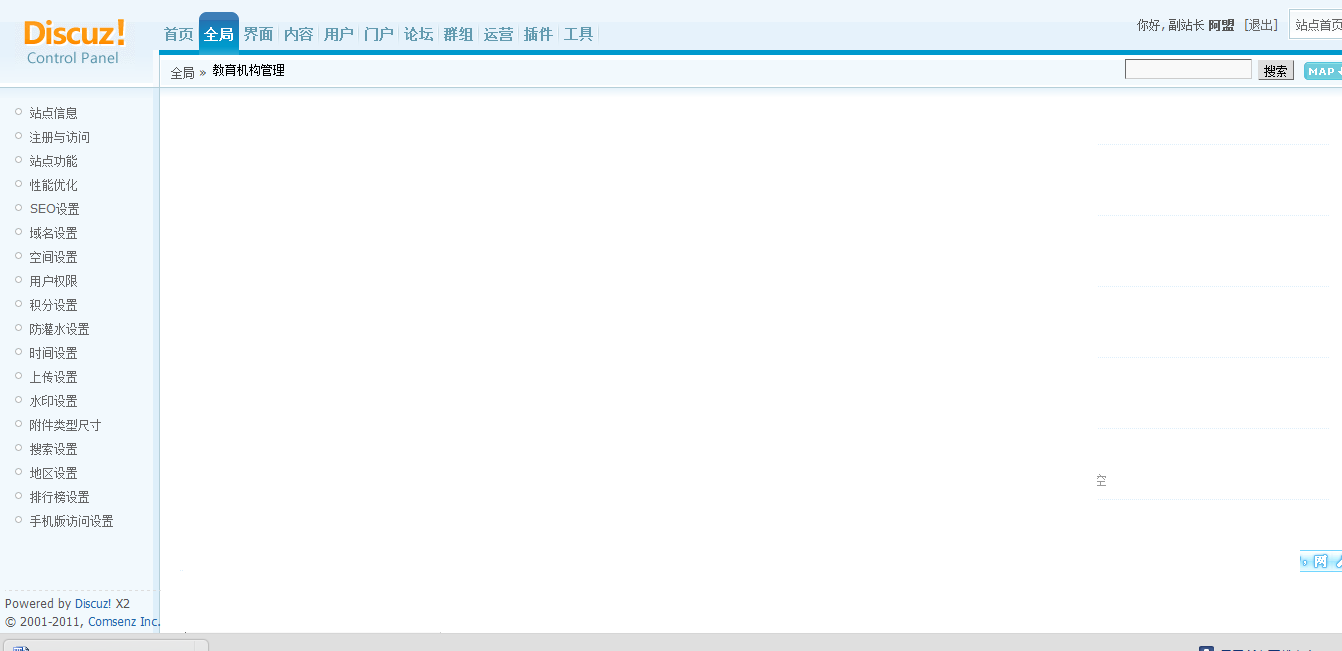 Discuz!
Control Panel
首页 全局 界面 内容 用户 门户 论坛 群组 运营 插件 工具
你好, 副站长 阿盟 [退出] 站点首页
全局 » 教育机构管理
搜索 MAP
站点信息
注册与访问
站点功能
性能优化
SEO设置
域名设置
空间设置
用户权限
积分设置
防灌水设置
时间设置
上传设置
水印设置
附件类型尺寸
搜索设置
地区设置
排行榜设置
手机版访问设置
空
网
Powered by Discuz! X2
© 2001-2011, Comsenz Inc.